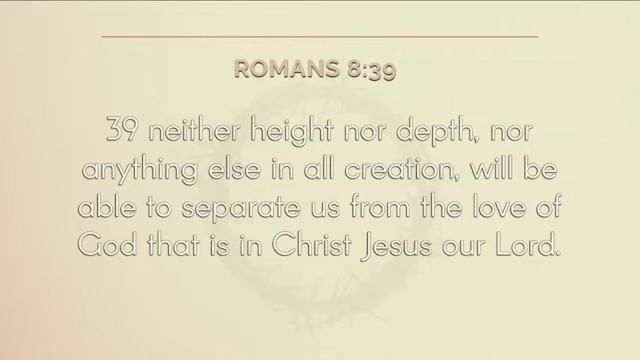 ROMANS 8:39
39 neither height nor depth, nor
anything else in all creation, will be
able to separate us from the love of
God that is in Christ Jesus our Lord.